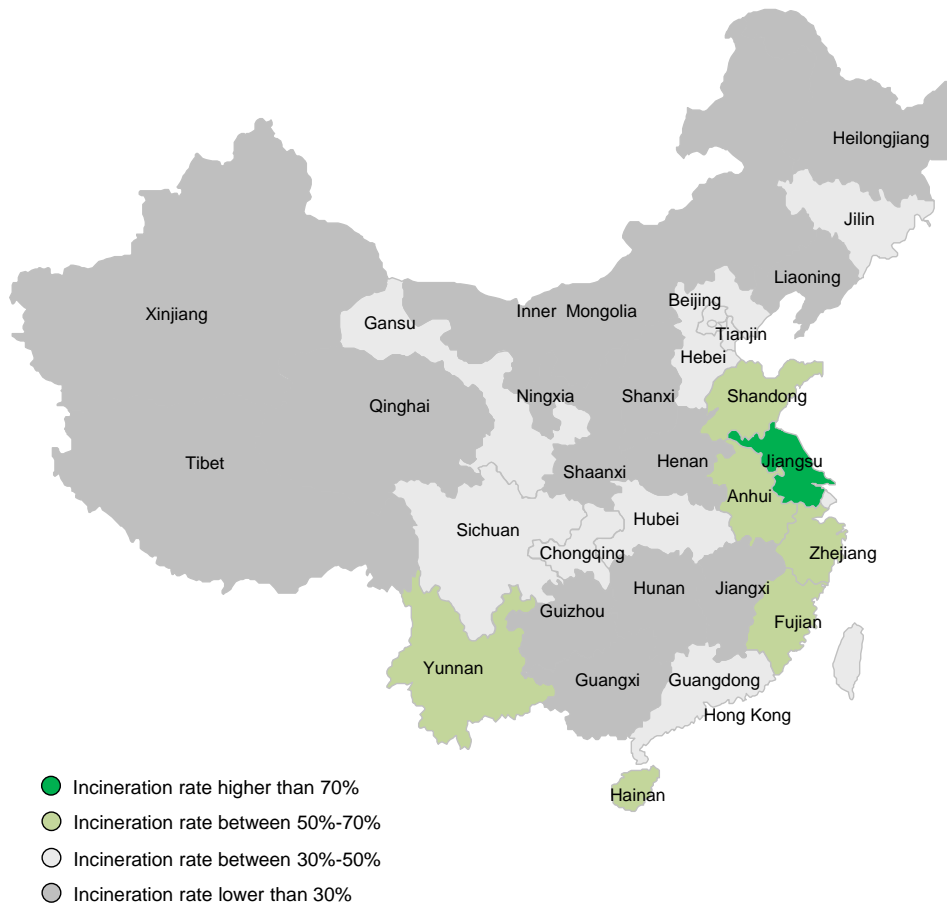 Heilongjiang
Jilin
Liaoning
Beijing
Inner Mongolia
Xinjiang
Gansu
Tianjin
Hebei
Ningxia
Shanxi
Shandong
Qinghai
Tibet
Shaanxi
Henan
Jiangsu
Anhui
Sichuan
Hubei
Chongqing
Zhejiang
Hunan
Jiangxi
Guizhou
Fujian
Yunnan
Guangxi
Guangdong
Hong Kong
Hainan
Incineration rate higher than 70%
Incineration rate between 50%-70%
Incineration rate between 30%-50%
Incineration rate lower than 30%